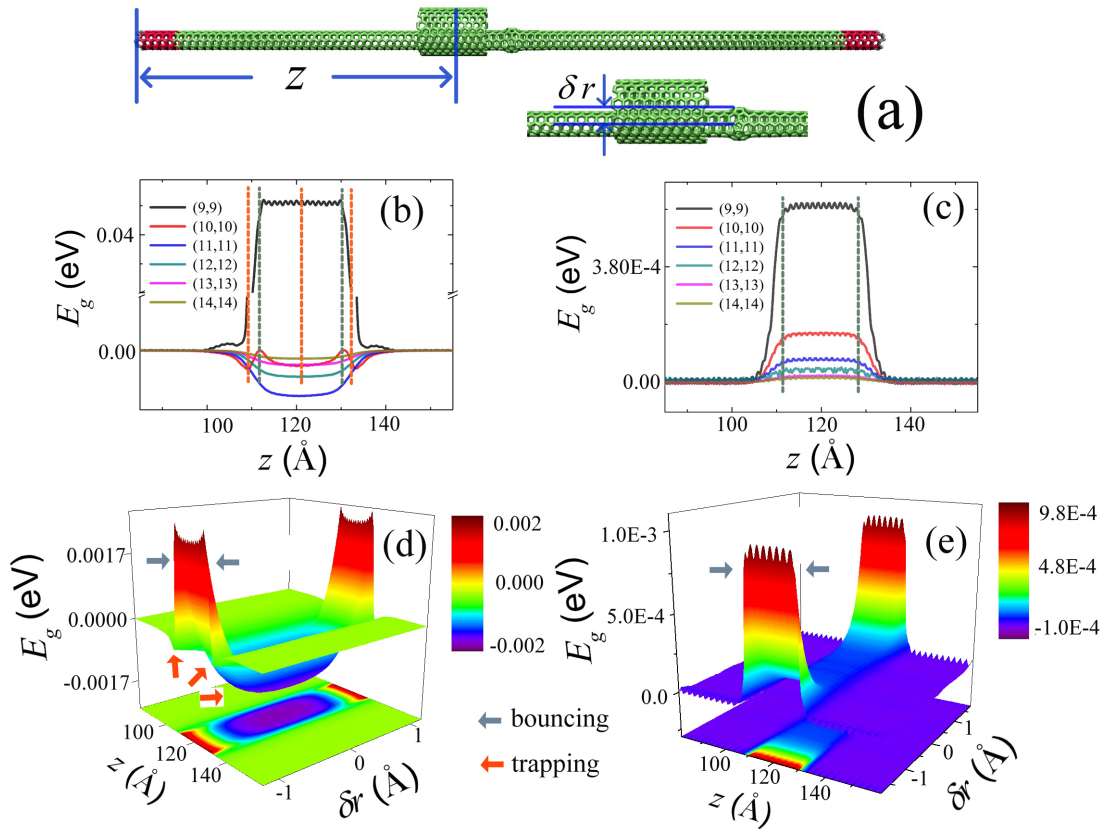 z
δr
(a)
(b)
(9,9)
(10,10)
(11,11)
(12,12)
(13,13)
(14,14)
0.04
0.00
E_g (eV)
100 120 140
z (Å)
(c)
(9,9)
(10,10)
(11,11)
(12,12)
(13,13)
(14,14)
3.80E-4
0.00
E_g (eV)
100 120 140
z (Å)
(d)
0.0017
0.0000
-0.0017
E_g (eV)
0.002
0.000
-0.002
100
120
140
z (Å)
-1
0
1
δr (Å)
bouncing
trapping
(e)
1.0E-3
5.0E-4
0.0
E_g (eV)
9.8E-4
4.8E-4
-1.0E-4
100
120
140
z (Å)
-1
0
1
δr (Å)